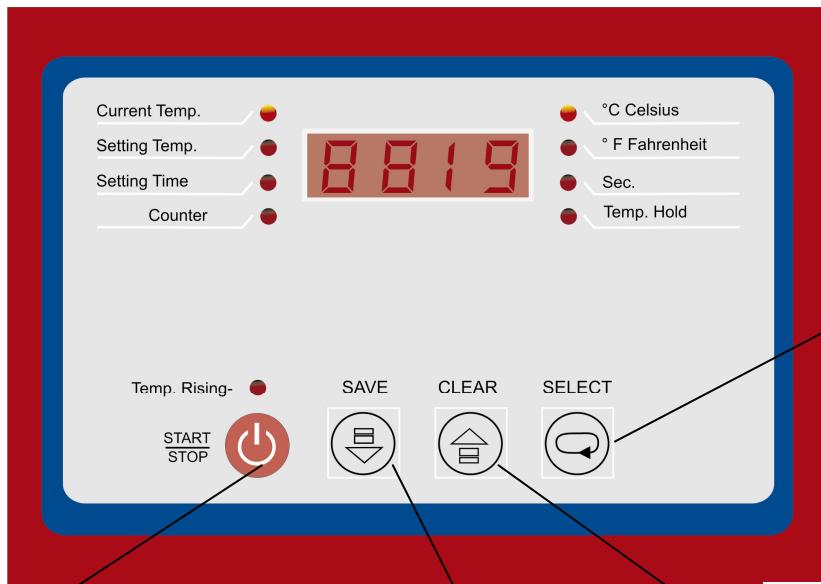 Current Temp.
Setting Temp.
Setting Time
Counter
8819
°C Celsius
° F Fahrenheit
Sec.
Temp. Hold
Temp. Rising-
SAVE
CLEAR
SELECT
START
STOP